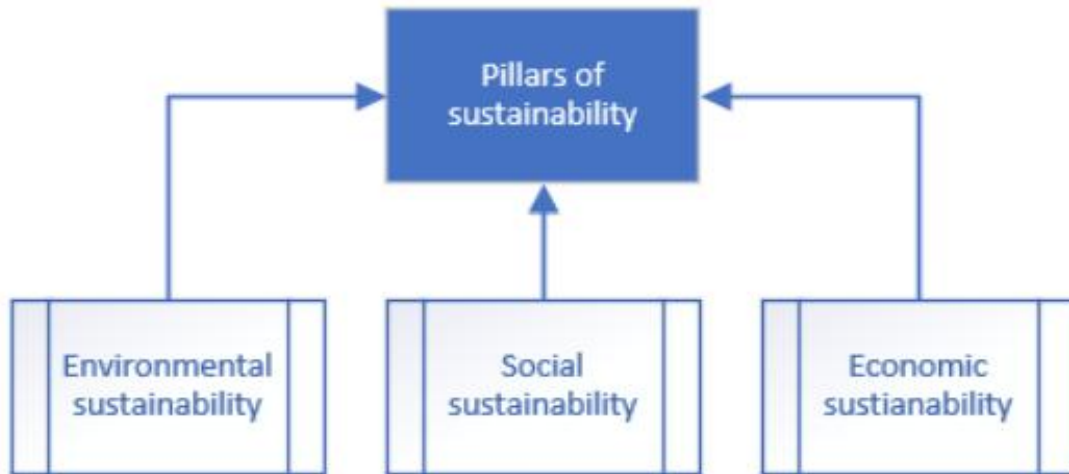 Pillars of
sustainability
Environmental
sustainability
Social
sustainability
Economic
sustianability